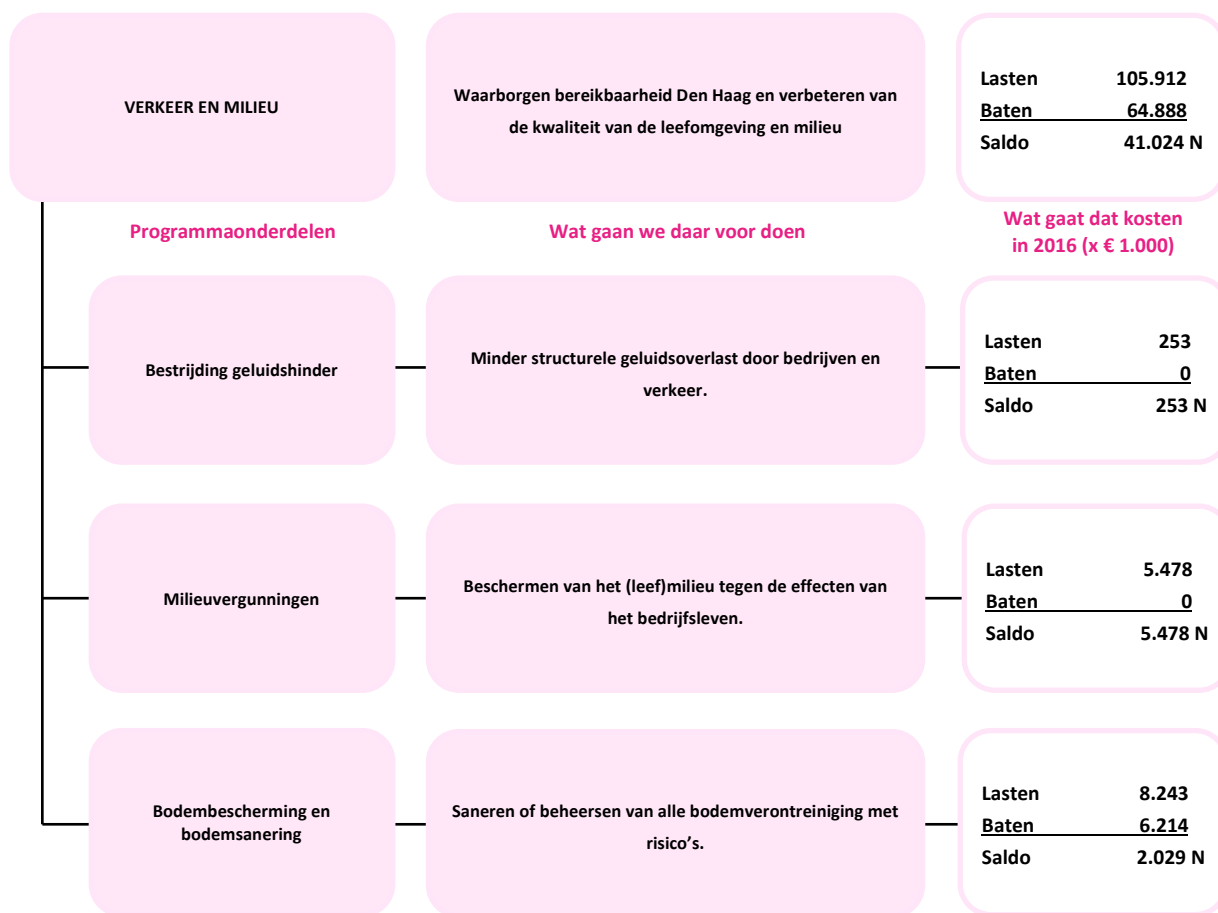 VERKEER EN MILIEU
Waarborgen bereikbaarheid Den Haag en verbeteren van
de kwaliteit van de leefomgeving en milieu
Lasten 105.912
Baten 64.888
Saldo 41.024 N
Programmaonderdelen
Wat gaan we daar voor doen
Wat gaat dat kosten
in 2016 (x € 1.000)
Bestrijding geluidshinder
Minder structurele geluidsoverlast door bedrijven en
verkeer.
Lasten 253
Baten 0
Saldo 253 N
Milieuvergunningen
Beschermen van het (leef)milieu tegen de effecten van
het bedrijfsleven.
Lasten 5.478
Baten 0
Saldo 5.478 N
Bodembescherming en
bodemsanering
Saneren of beheersen van alle bodemverontreiniging met
risico's.
Lasten 8.243
Baten 6.214
Saldo 2.029 N